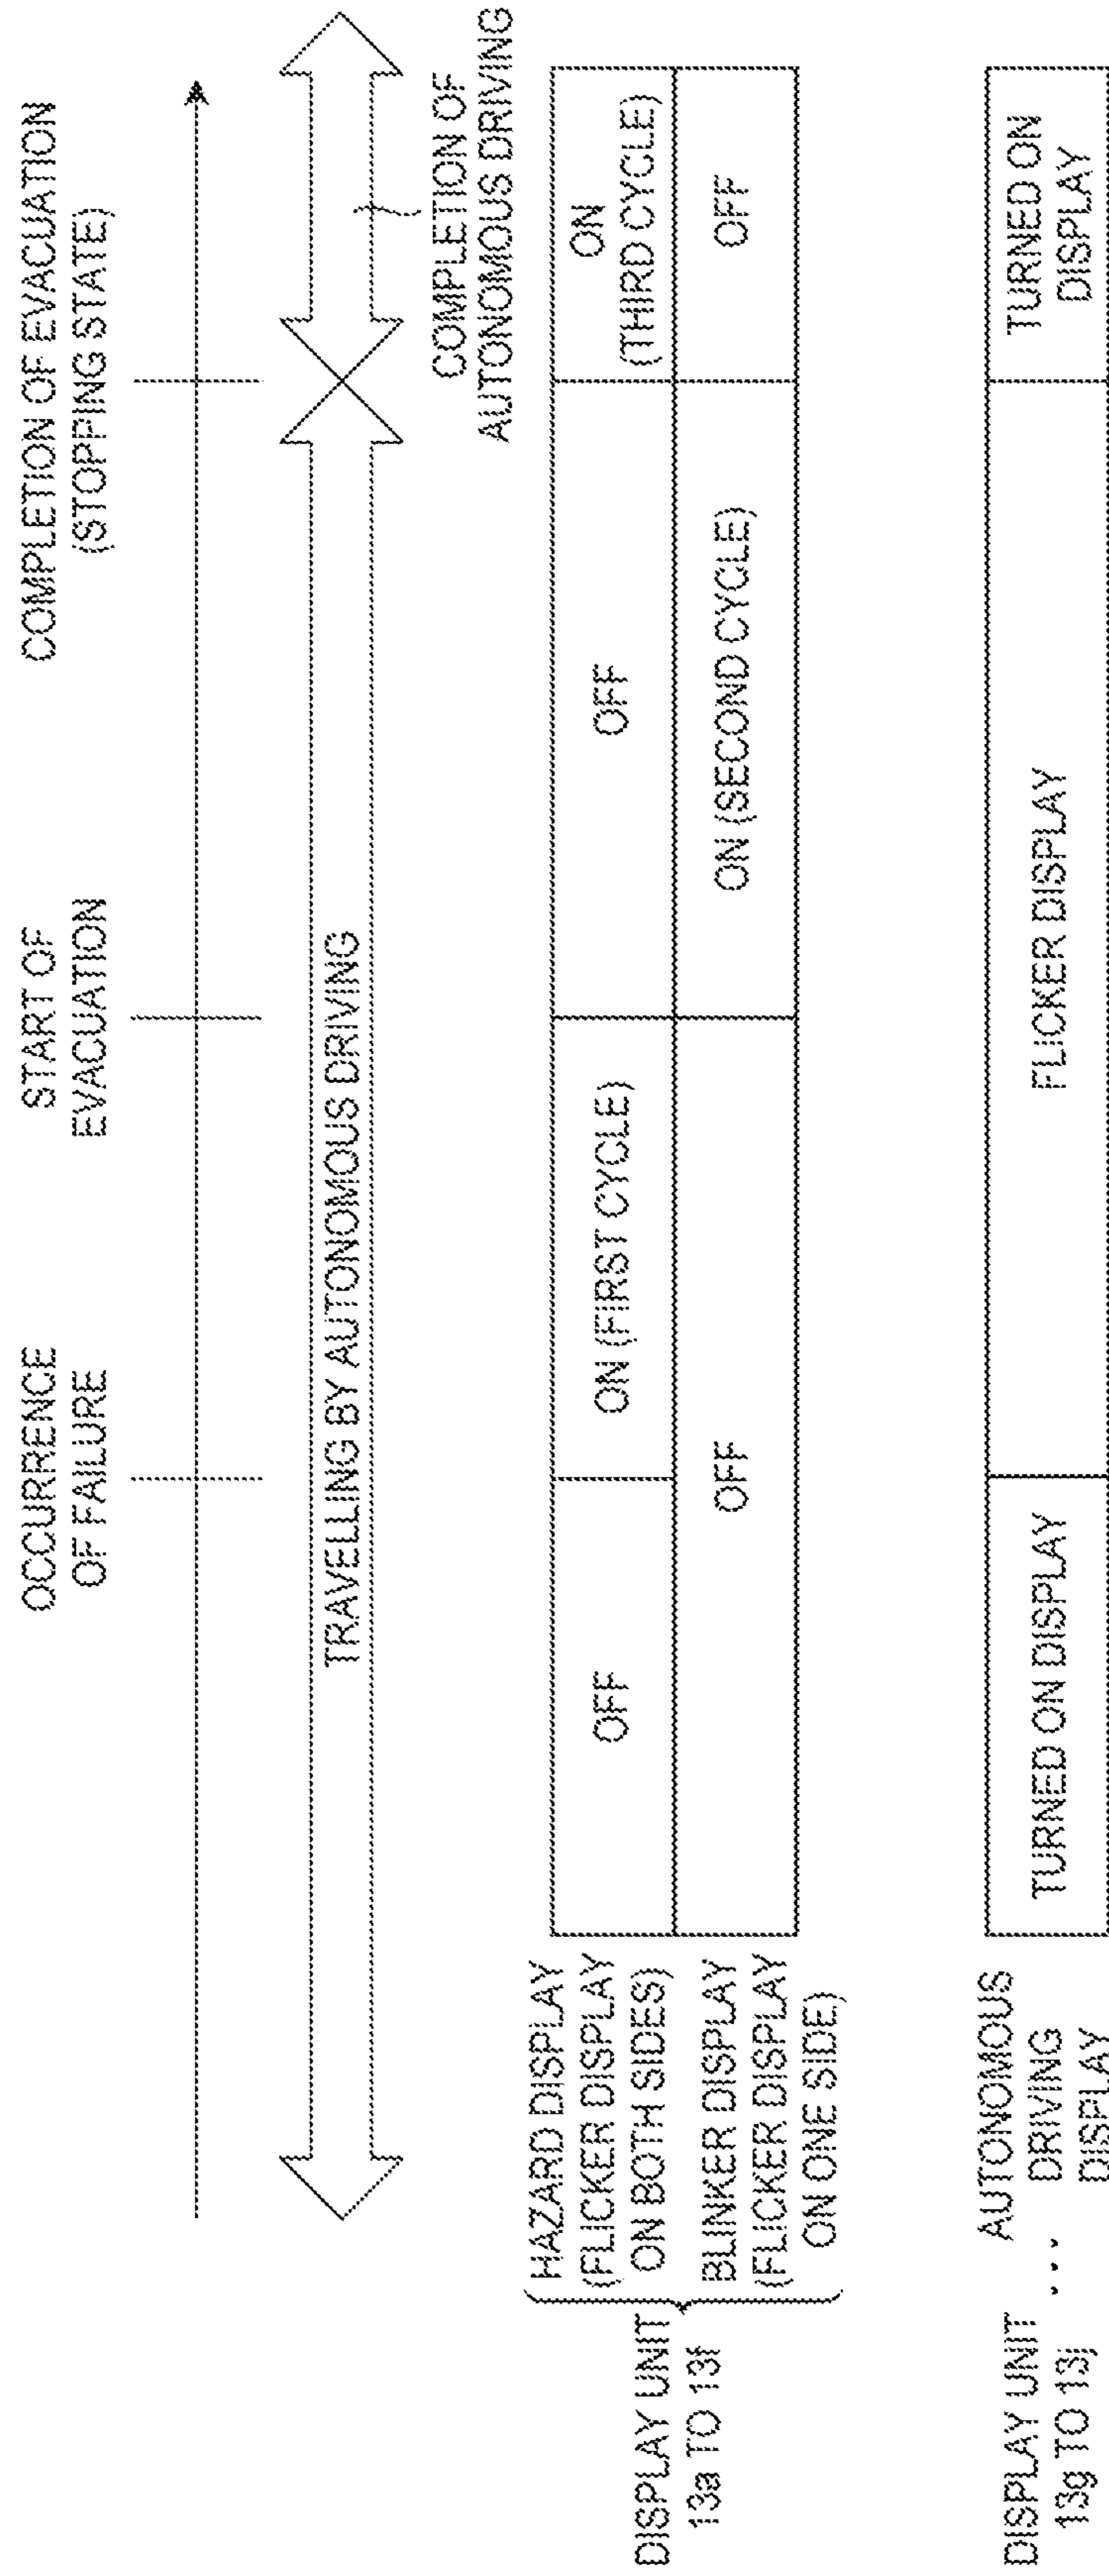 OCCURRENCE
OF FAILURE
START OF
EVACUATION
COMPLETION OF EVACUATION
(STOPPING STATE)
TRAVELLING BY AUTONOMOUS DRIVING
COMPLETION OF
AUTONOMOUS DRIVING
DISPLAY UNIT
13a TO 13f
HAZARD DISPLAY
(FLICKER DISPLAY
ON BOTH SIDES)
OFF
ON (FIRST CYCLE)
OFF
ON
(THIRD CYCLE)
BLINKER DISPLAY
(FLICKER DISPLAY
ON ONE SIDE)
OFF
ON (SECOND CYCLE)
OFF
DISPLAY UNIT
13g TO 13j
...
AUTONOMOUS
DRIVING
DISPLAY
TURNED ON DISPLAY
FLICKER DISPLAY
TURNED ON
DISPLAY